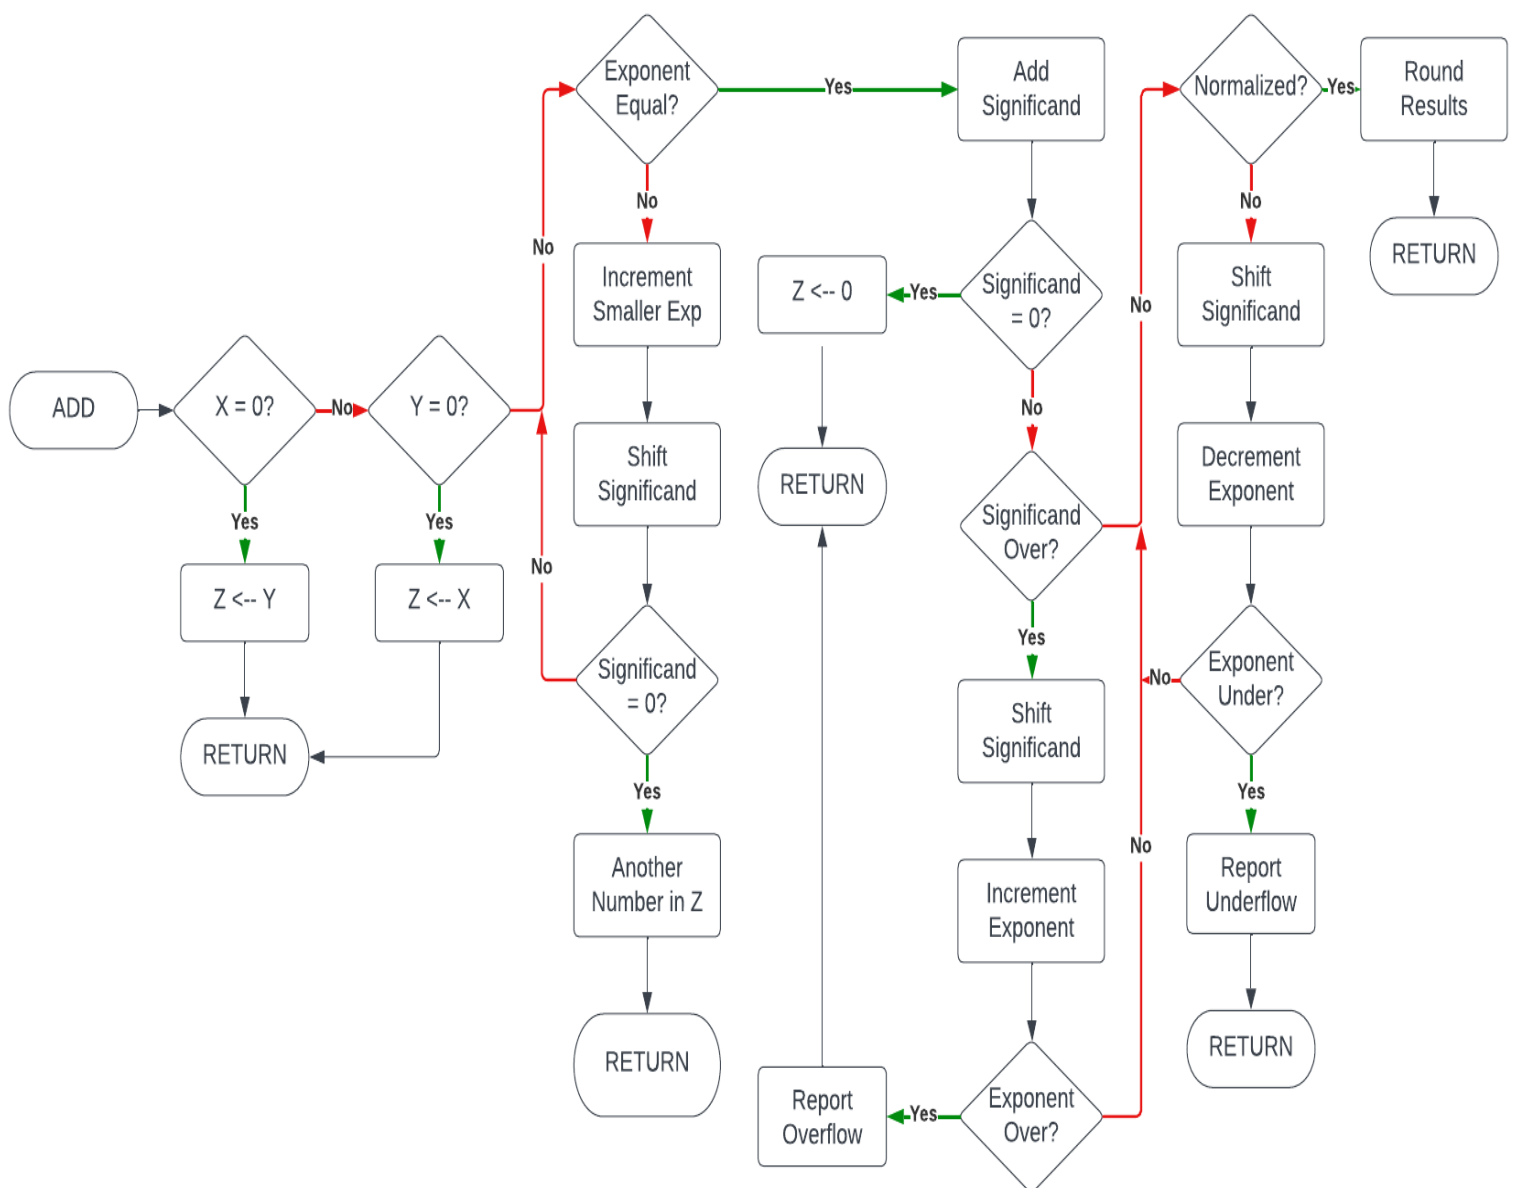 ADD
X = 0?
No
Y = 0?
Yes
Z <-- Y
RETURN
Yes
Z <-- X
No
No
Exponent
Equal?
Yes
No
Increment
Smaller Exp
Shift
Significand
Significand
= 0?
Yes
Another
Number in Z
RETURN
Add
Significand
Significand
= 0?
Yes
Z <-- 0
RETURN
No
Significand
Over?
Yes
Shift
Significand
Increment
Exponent
Exponent
Over?
Yes
Report
Overflow
No
No
Normalized?
Yes
Round
Results
RETURN
No
Shift
Significand
Decrement
Exponent
Exponent
Under?
No
Yes
Report
Underflow
RETURN